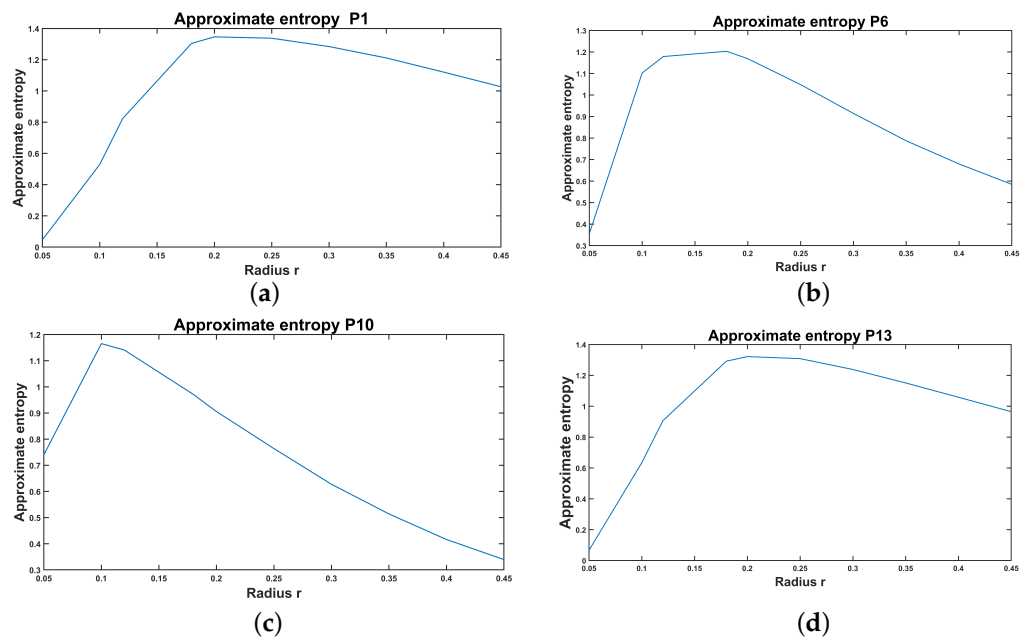 Approximate entropy P1
Approximate entropy
1.4
1.2
1
0.8
0.6
0.4
0.2
0
0.05 0.1 0.15 0.2 0.25 0.3 0.35 0.4 0.45
Radius r
(a)
Approximate entropy P6
Approximate entropy
1.3
1.2
1.1
1
0.9
0.8
0.7
0.6
0.5
0.4
0.3
0.05 0.1 0.15 0.2 0.25 0.3 0.35 0.4 0.45
Radius r
(b)
Approximate entropy P10
Approximate entropy
1.2
1.1
1
0.9
0.8
0.7
0.6
0.5
0.4
0.3
0.05 0.1 0.15 0.2 0.25 0.3 0.35 0.4 0.45
Radius r
(c)
Approximate entropy P13
Approximate entropy
1.4
1.2
1
0.8
0.6
0.4
0.2
0
0.05 0.1 0.15 0.2 0.25 0.3 0.35 0.4 0.45
Radius r
(d)